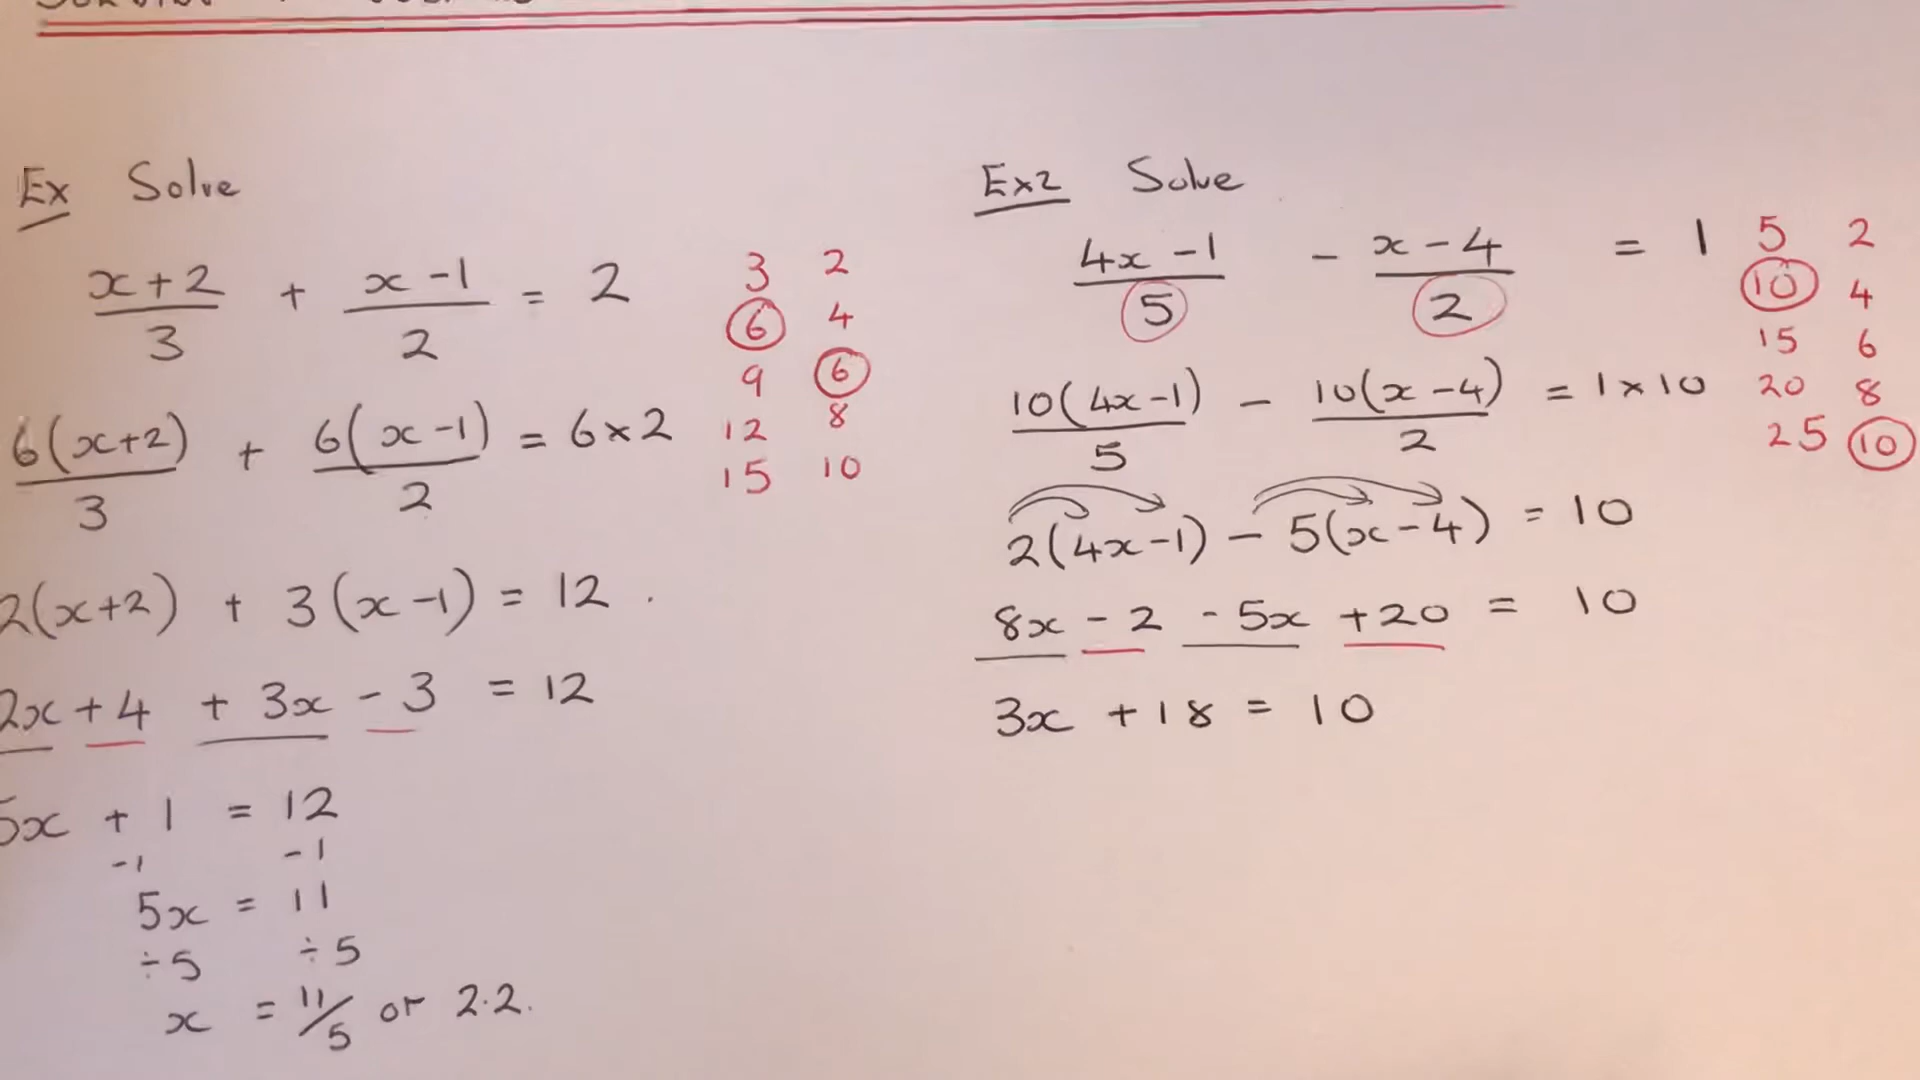 Ex Solve
x+2/3 + x-1/2 = 2
3 2
6 4
9 6
12 8
15 10
6(x+2)/3 + 6(x-1)/2 = 6×2
2(x+2) + 3(x-1) = 12 .
2x+4 + 3x - 3 = 12
5x + 1 = 12
-1 -1
5x = 11
÷5 ÷5
x = 11/5 or 2.2.
Ex2 Solve
4x-1/5 - x-4/2 = 1
5 2
10 4
15 6
20 8
25 10
10(4x-1)/5 - 10(x-4)/2 = 1×10
2(4x-1) - 5(x-4) = 10
8x - 2 - 5x +20 = 10
3x +18 = 10